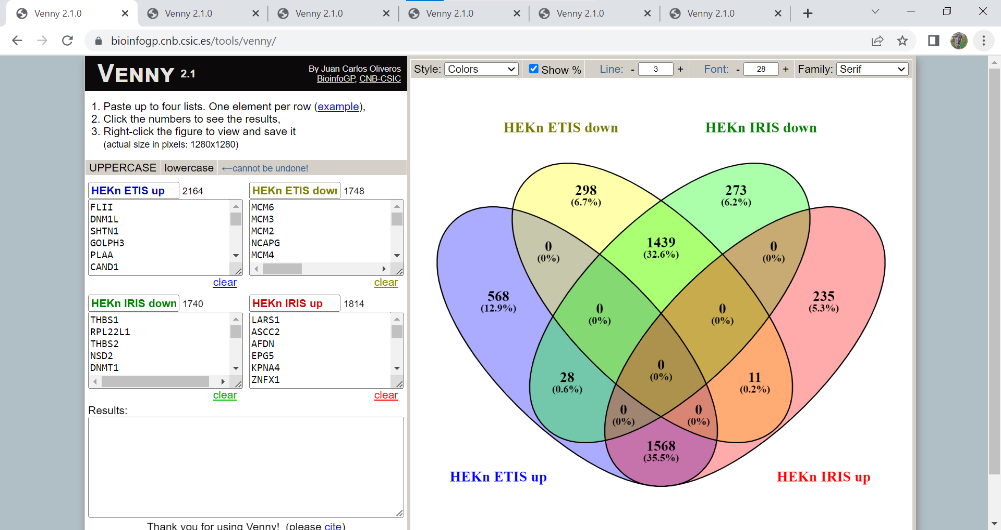 Venny 2.1.0
Venny 2.1.0
Venny 2.1.0
Venny 2.1.0
Venny 2.1.0
Venny 2.1.0
bioinfogp.cnb.csic.es/tools/venny/
VENNY 2.1
By Juan Carlos Oliveros
BioinfoGP, CNB-CSIC
1. Paste up to four lists. One element per row (example),
2. Click the numbers to see the results,
3. Right-click the figure to view and save it
(actual size in pixels: 1280x1280)
UPPERCASE lowercase ←cannot be undone!
HEKn ETIS up 2164
FLII
DNM1L
SHTN1
GOLPH3
PLAA
CAND1
clear
HEKn ETIS down 1748
MCM6
MCM3
MCM2
NCAPG
MCM4
clear
HEKn IRIS down 1740
THBS1
RPL22L1
THBS2
NSD2
DNMT1
clear
HEKn IRIS up 1814
LARS1
ASCC2
AFDN
EPG5
KPNA4
ZNFX1
clear
Results:
Thank you for using Venny! (please cite)
Style: Colors Show % Line: - 3 + Font: - 28 + Family: Serif
HEKn ETIS down
HEKn IRIS down
298
(6.7%)
273
(6.2%)
0
(0%)
1439
(32.6%)
0
(0%)
568
(12.9%)
0
(0%)
0
(0%)
235
(5.3%)
28
(0.6%)
0
(0%)
11
(0.2%)
0
(0%)
0
(0%)
1568
(35.5%)
HEKn ETIS up
HEKn IRIS up